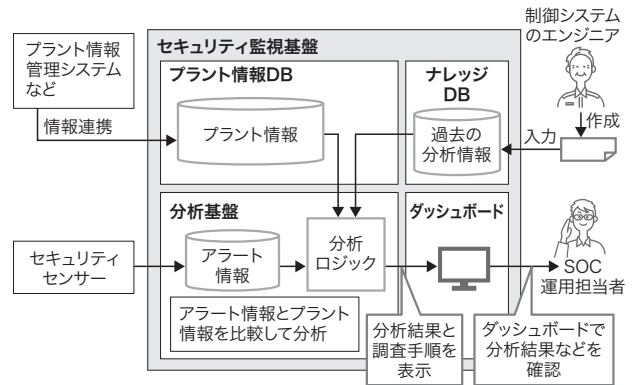 制御システム
のエンジニア
プラント情報
管理システム
など
セキュリティ監視基盤
プラント情報DB
ナレッジ
DB
プラント情報
過去の
分析情報
情報連携
作成
入力
分析基盤
ダッシュボード
セキュリティ
センサー
アラート
情報
分析
ロジック
SOC
運用担当者
アラート情報とプラント
情報を比較して分析
分析結果と
調査手順を
表示
ダッシュボードで
分析結果などを
確認